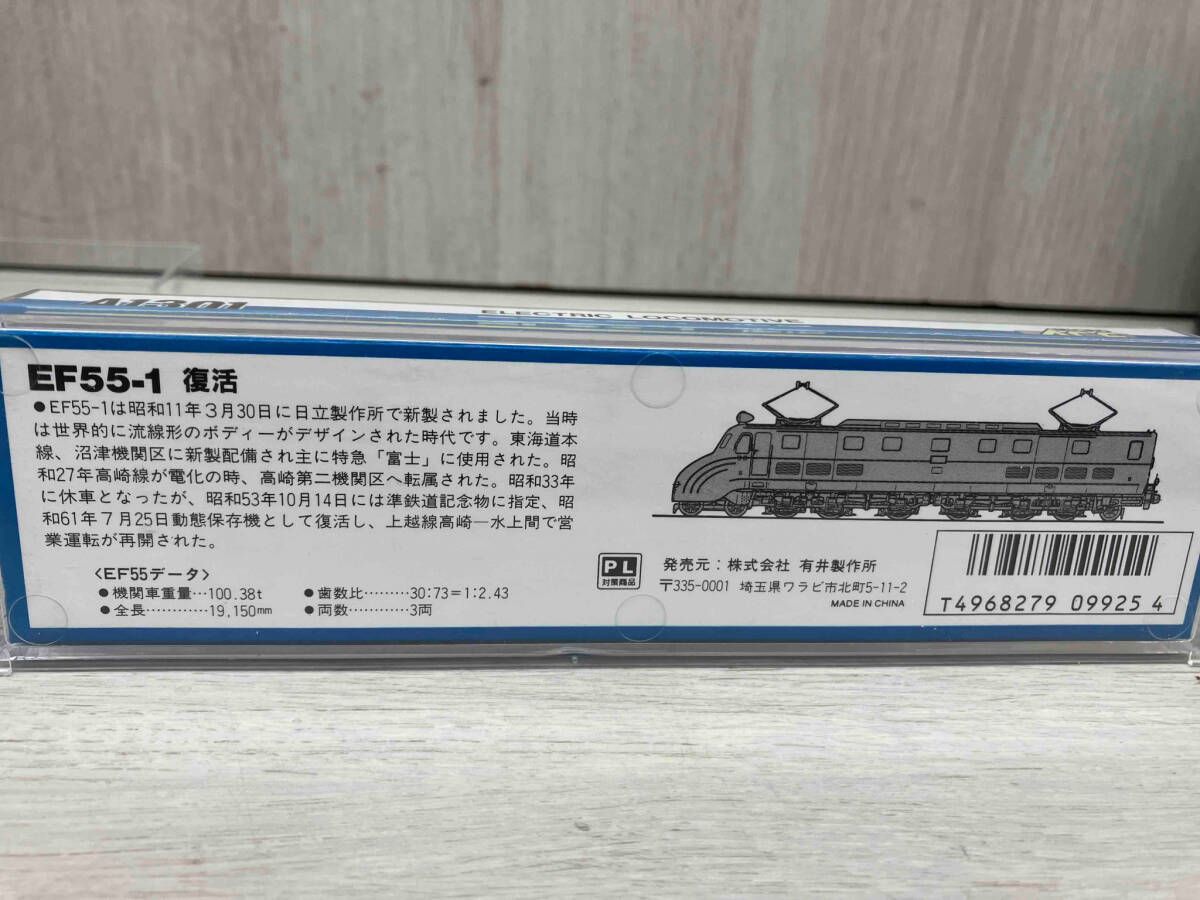 A1301
ELECTRIC LOCOMOTIVE
EF55-1 復活
●EF55-1は昭和11年3月30日に日立製作所で新製されました。当時
は世界的に流線形のボディーがデザインされた時代です。東海道本
線、沼津機関区に新製配備され主に特急「富士」に使用された。昭
和27年高崎線が電化の時、高崎第二機関区へ転属された。昭和33年
に休車となったが、昭和53年10月14日には準鉄道記念物に指定、昭
和61年7月25日動態保存機として復活し、上越線高崎―水上間で営
業運転が再開された。
〈EF55データ〉
●機関車重量…100.38t
●全長…………19,150mm
●歯数比………30:73=1:2.43
●両数…………3両
PL
対策商品
発売元：株式会社 有井製作所
〒335-0001 埼玉県ワラビ市北町5-11-2
MADE IN CHINA
T4968279 09925 4